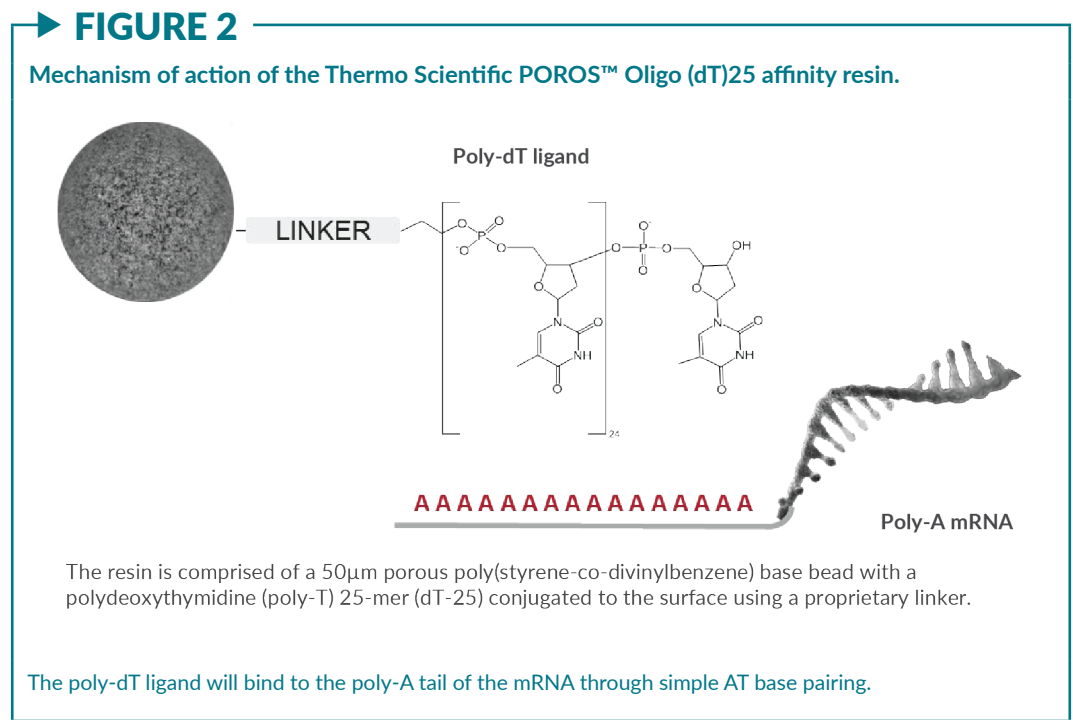 FIGURE 2
Mechanism of action of the Thermo Scientific POROS™ Oligo (dT)25 affinity resin.
Poly-dT ligand
LINKER
O
O
P
-O
O
O-
O
P
O
O
OH
O
O
N
O
NH
O
N
O
NH
O
24
A A A A A A A A A A A A A A A A
Poly-A mRNA
The resin is comprised of a 50µm porous poly(styrene-co-divinylbenzene) base bead with a
polydeoxythymidine (poly-T) 25-mer (dT-25) conjugated to the surface using a proprietary linker.
The poly-dT ligand will bind to the poly-A tail of the mRNA through simple AT base pairing.